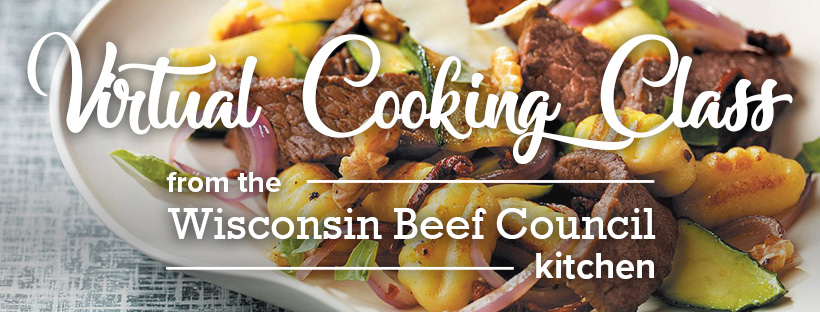 Virtual Cooking Class
from the
Wisconsin Beef Council
kitchen